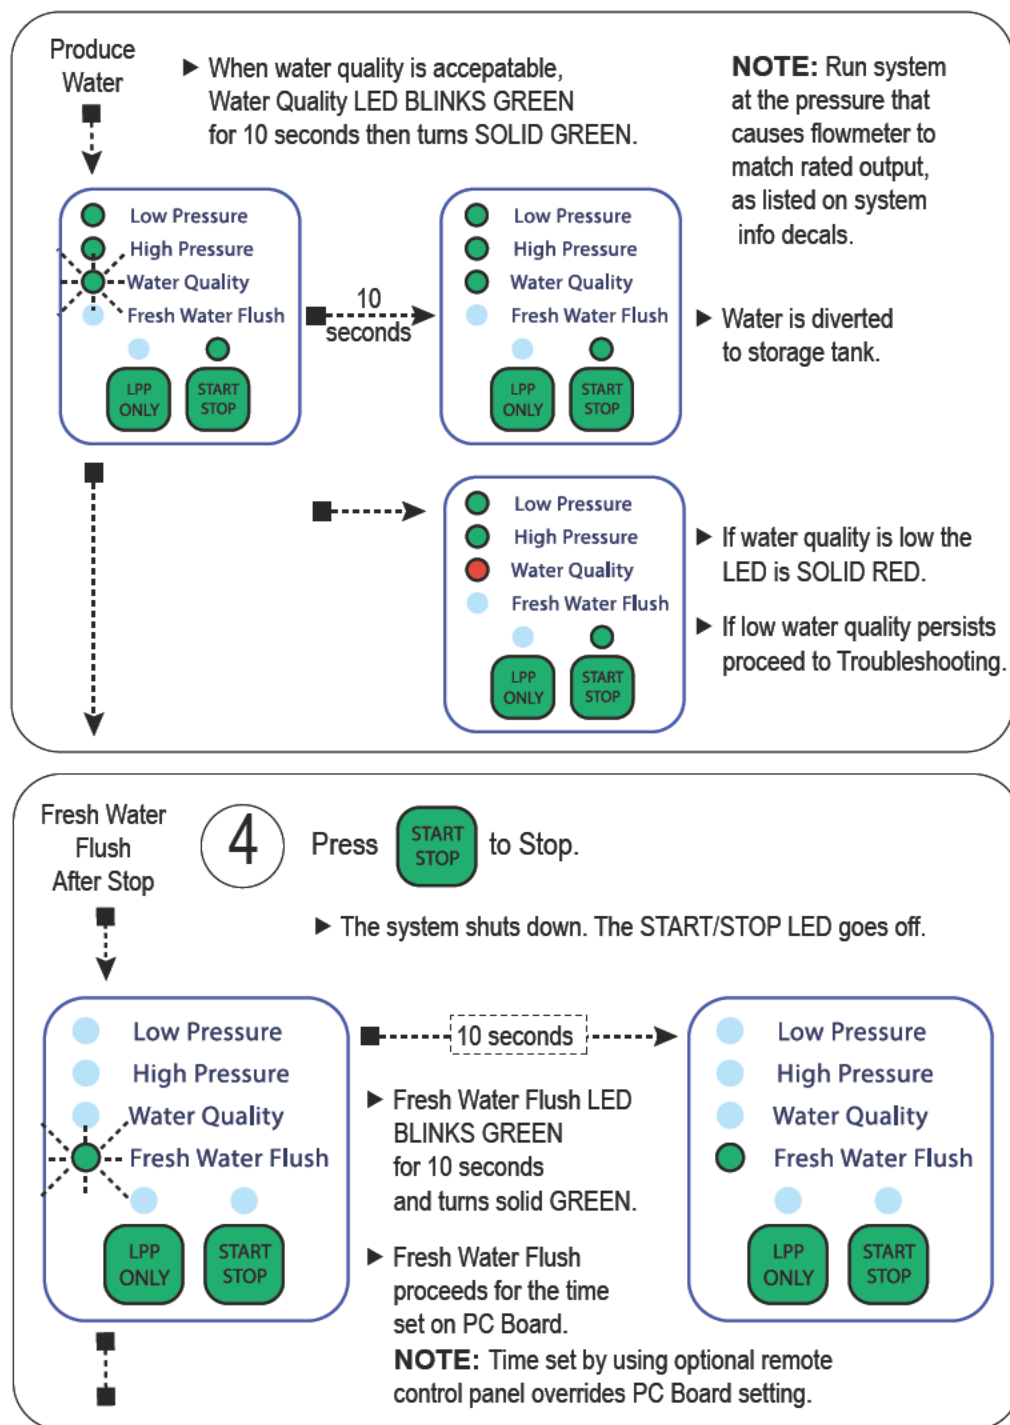 Produce
Water
► When water quality is accepatable,
Water Quality LED BLINKS GREEN
for 10 seconds then turns SOLID GREEN.
NOTE: Run system
at the pressure that
causes flowmeter to
match rated output,
as listed on system
info decals.
Low Pressure
High Pressure
Water Quality
Fresh Water Flush
LPP
ONLY
START
STOP
10
seconds
Low Pressure
High Pressure
Water Quality
Fresh Water Flush
LPP
ONLY
START
STOP
► Water is diverted
to storage tank.
Low Pressure
High Pressure
Water Quality
Fresh Water Flush
LPP
ONLY
START
STOP
► If water quality is low the
LED is SOLID RED.
► If low water quality persists
proceed to Troubleshooting.
Fresh Water
Flush
After Stop
4
Press START STOP to Stop.
► The system shuts down. The START/STOP LED goes off.
Low Pressure
High Pressure
Water Quality
Fresh Water Flush
LPP
ONLY
START
STOP
10 seconds
► Fresh Water Flush LED
BLINKS GREEN
for 10 seconds
and turns solid GREEN.
► Fresh Water Flush
proceeds for the time
set on PC Board.
NOTE: Time set by using optional remote
control panel overrides PC Board setting.
Low Pressure
High Pressure
Water Quality
Fresh Water Flush
LPP
ONLY
START
STOP